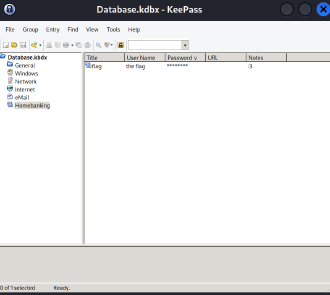 Database.kdbx - KeePass
File Group Entry Find View Tools Help
Database.kdbx
General
Windows
Network
Internet
eMail
Homebanking
Title User Name Password URL Notes
flag the flag ******** :3
0 of 1 selected Ready.